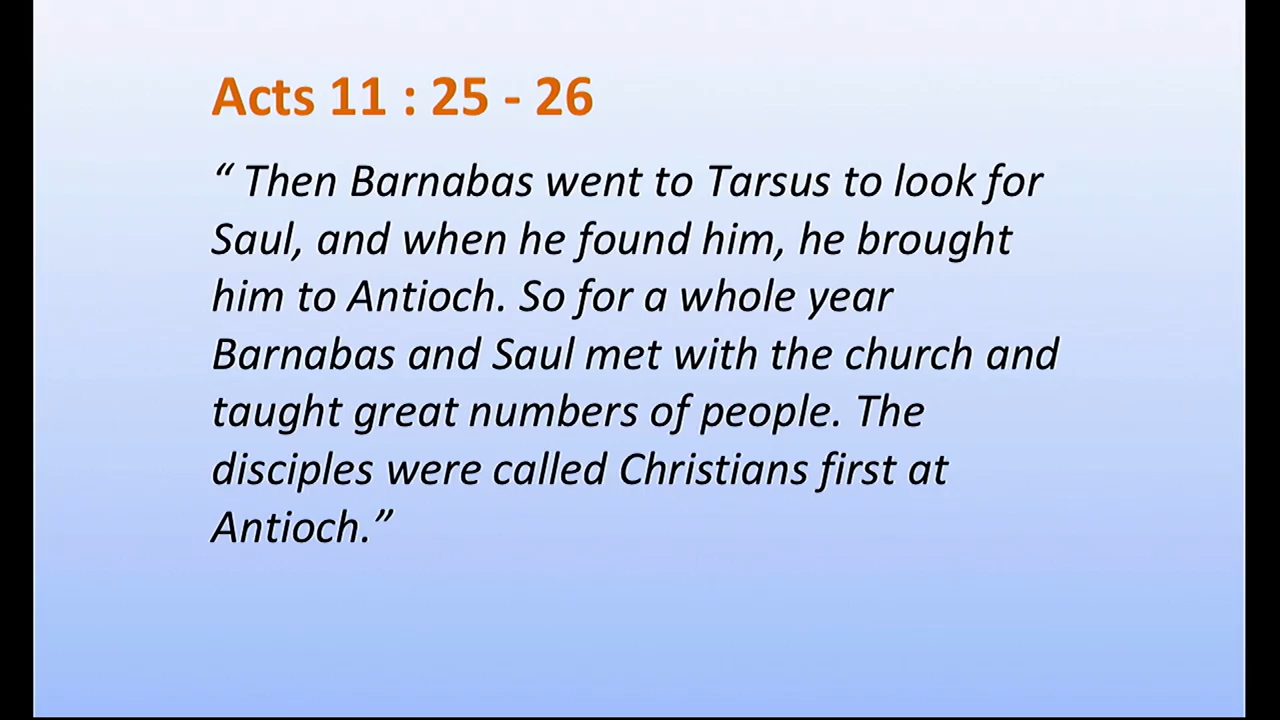 Acts 11 : 25 - 26
“ Then Barnabas went to Tarsus to look for
Saul, and when he found him, he brought
him to Antioch. So for a whole year
Barnabas and Saul met with the church and
taught great numbers of people. The
disciples were called Christians first at
Antioch.”